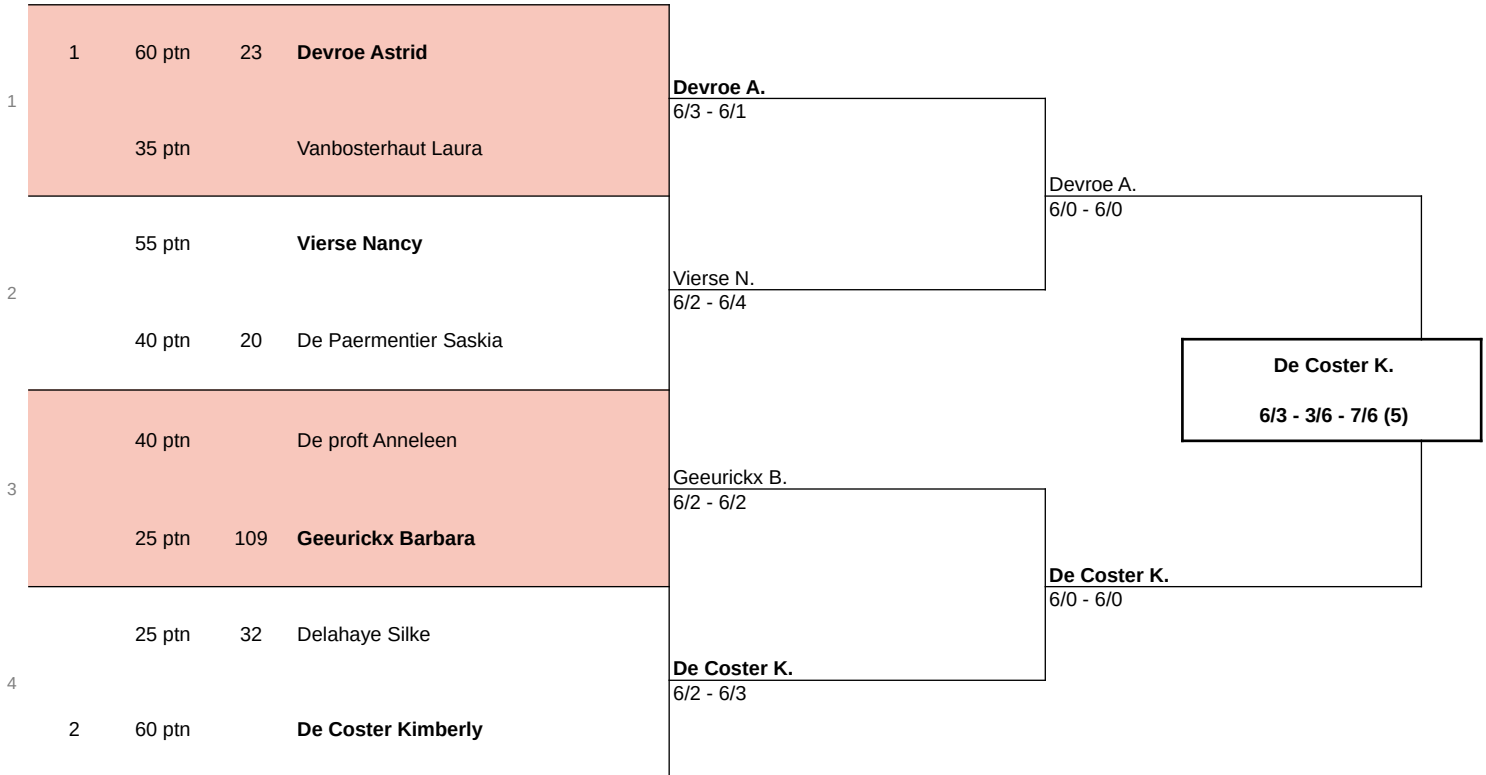 1 60 ptn 23 Devroe Astrid
Devroe A.
1
6/3 - 6/1
35 ptn Vanbosterhaut Laura
Devroe A.
6/0 - 6/0
55 ptn Vierse Nancy
Vierse N.
2
6/2 - 6/4
40 ptn 20 De Paermentier Saskia
De Coster K.
6/3 - 3/6 - 7/6 (5)
40 ptn De proft Anneleen
Geeurickx B.
3
6/2 - 6/2
25 ptn 109 Geeurickx Barbara
De Coster K.
6/0 - 6/0
25 ptn 32 Delahaye Silke
De Coster K.
4
6/2 - 6/3
2 60 ptn De Coster Kimberly